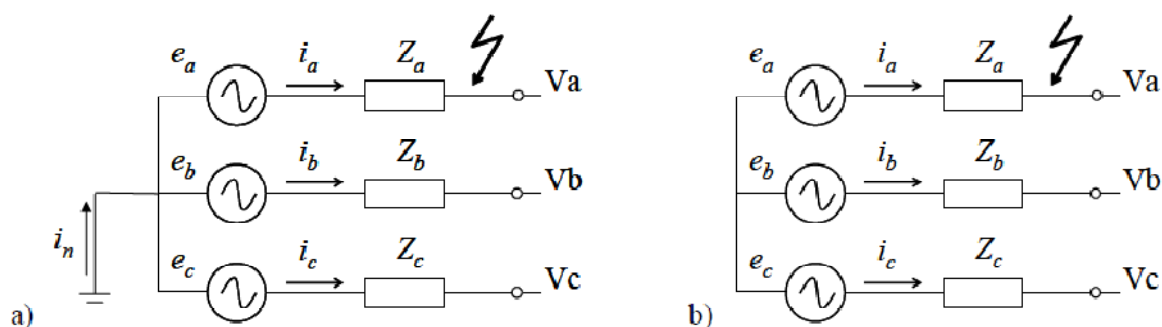 e_a i_a Z_a Va
e_b i_b Z_b Vb
i_n
e_c i_c Z_c Vc
a)
e_a i_a Z_a Va
e_b i_b Z_b Vb
e_c i_c Z_c Vc
b)